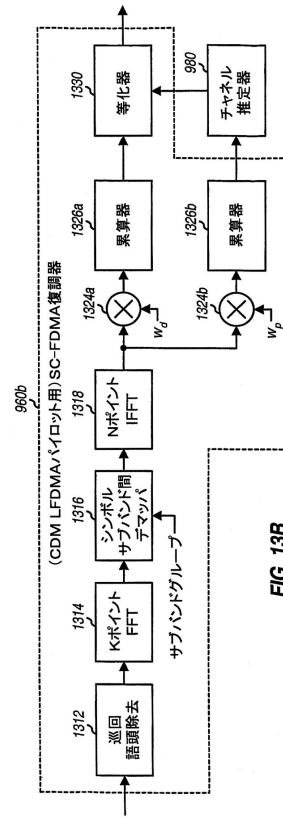 960b
(CDM LFDMAパイロット用)SC-FDMA復調器
1312
巡回
語頭除去
1314
Kポイント
FFT
1316
シンボル
サブバンド間
デマッパ
サブバンドグループ
1318
Nポイント
IFFT
1324a
wd
1326a
累算器
1330
等化器
1324b
wp
1326b
累算器
980
チャネル
推定器
FIG. 13B